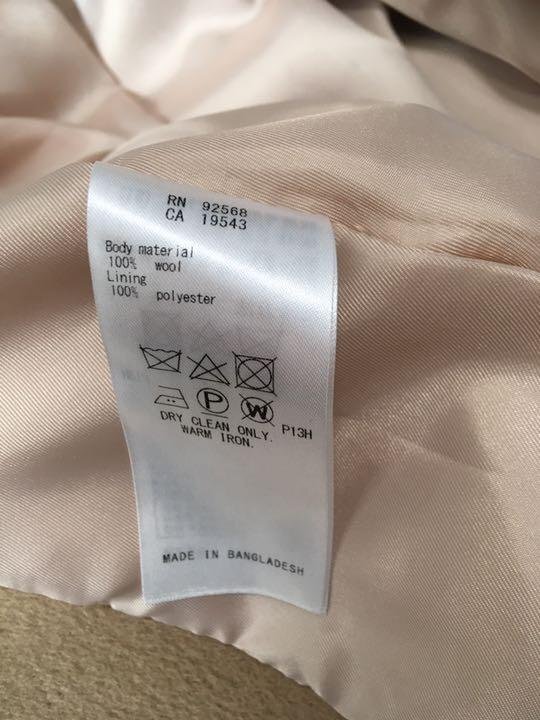 RN 92568
CA 19543
Body material
100% wool
Lining
100% polyester
P W
DRY CLEAN ONLY. P13H
WARM IRON.
MADE IN BANGLADESH